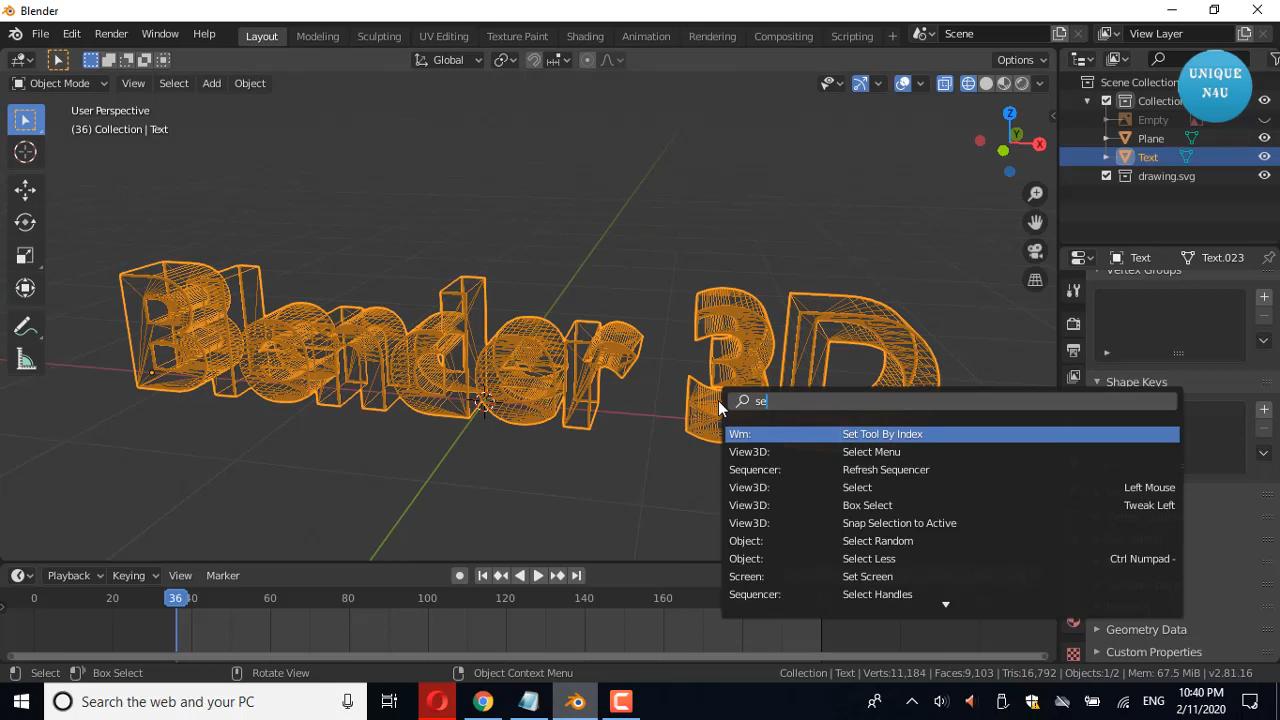 Blender
File Edit Render Window Help Layout Modeling Sculpting UV Editing Texture Paint Shading Animation Rendering Compositing Scripting Scene View Layer
Global Options
Object Mode View Select Add Object
UNIQUE
N4U
User Perspective
(36) Collection | Text
Z
Y
X
Scene Collection
Collection
Empty
Plane
Text
drawing.svg
Text Text.023
Vertex Groups
Shape Keys
Blender 3D
se
Wm: Set Tool By Index
View3D: Select Menu
Sequencer: Refresh Sequencer
View3D: Select Left Mouse
View3D: Box Select Tweak Left
View3D: Snap Selection to Active
Object: Select Random
Object: Select Less Ctrl Numpad -
Screen: Set Screen
Sequencer: Select Handles
Geometry Data
Custom Properties
Playback Keying View Marker
0 20 36 40 60 80 100 120 140 160
Select Box Select Rotate View Object Context Menu Collection | Text | Verts:11,184 | Faces:9,103 | Tris:16,792 | Objects:1/2 | Mem: 67.5 MiB | v2.81.16
Search the web and your PC
ENG
10:40 PM
2/11/2020